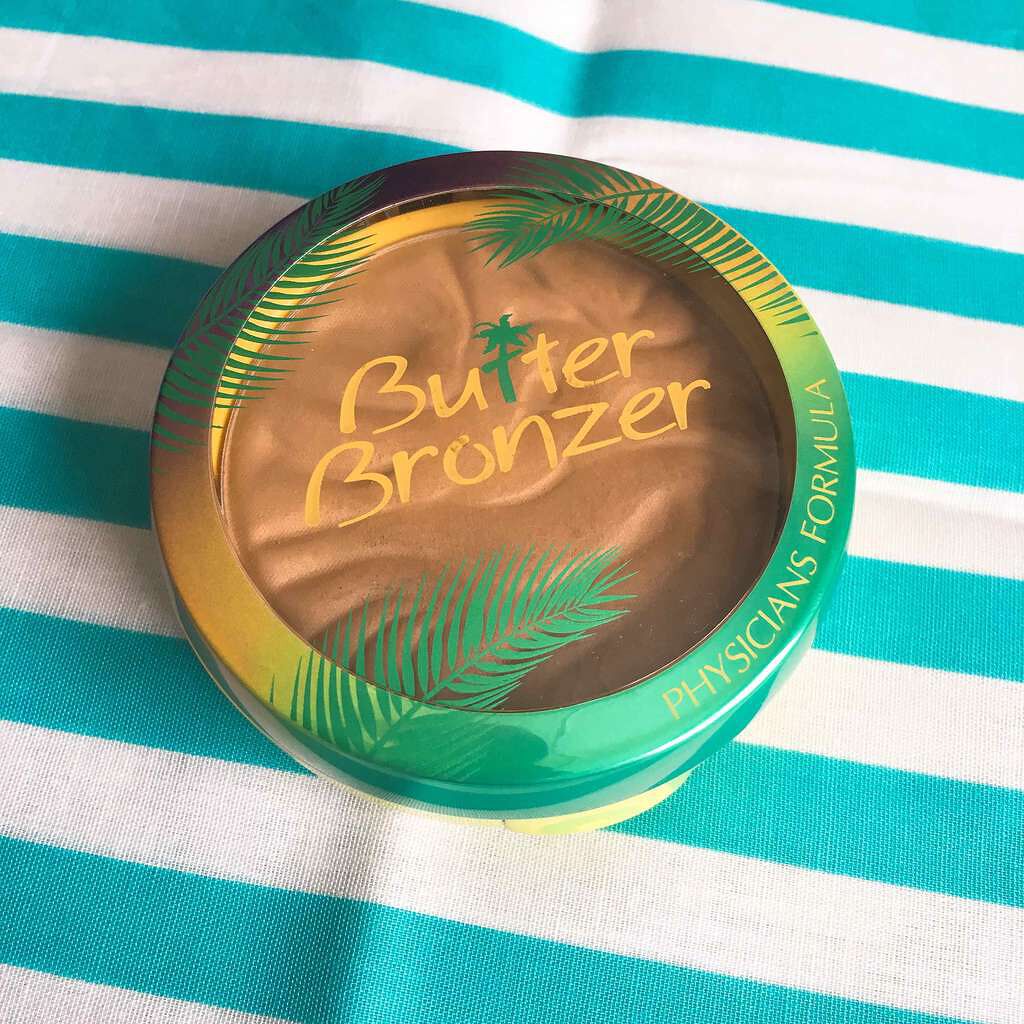 Butter
Bronzer
PHYSICIANS FORMULA